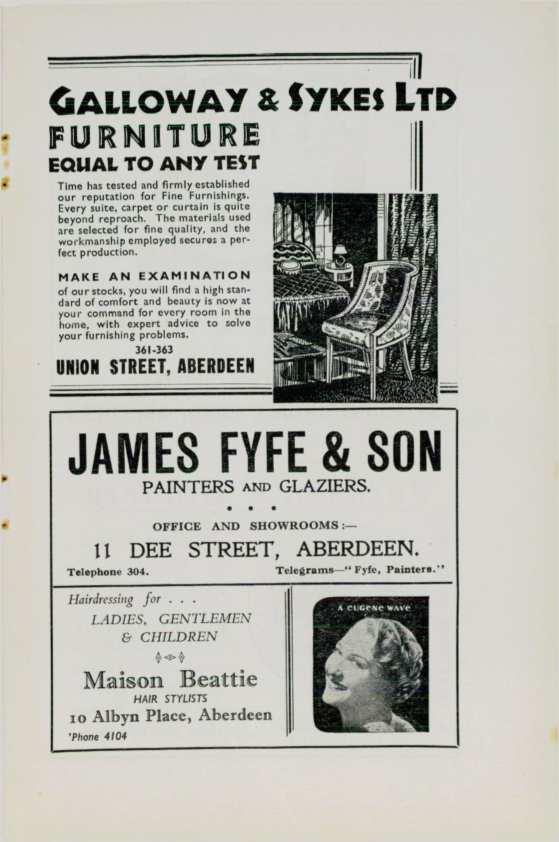 GALLOWAY & SYKES LTD
FURNITURE
EQUAL TO ANY TEST
Time has tested and firmly established
our reputation for Fine Furnishings.
Every suite, carpet or curtain is quite
beyond reproach. The materials used
are selected for fine quality, and the
workmanship employed secures a per-
fect production.
MAKE AN EXAMINATION
of our stocks, you will find a high stan-
dard of comfort and beauty is now at
your command for every room in the
home, with expert advice to solve
your furnishing problems.
361-363
UNION STREET, ABERDEEN
JAMES FYFE & SON
PAINTERS AND GLAZIERS.
OFFICE AND SHOWROOMS :—
11 DEE STREET, ABERDEEN.
Telephone 304. Telegrams—"Fyfe, Painters."
Hairdressing for . . .
LADIES, GENTLEMEN
& CHILDREN
Maison Beattie
HAIR STYLISTS
10 Albyn Place, Aberdeen
'Phone 4104
A EUGENE WAVE